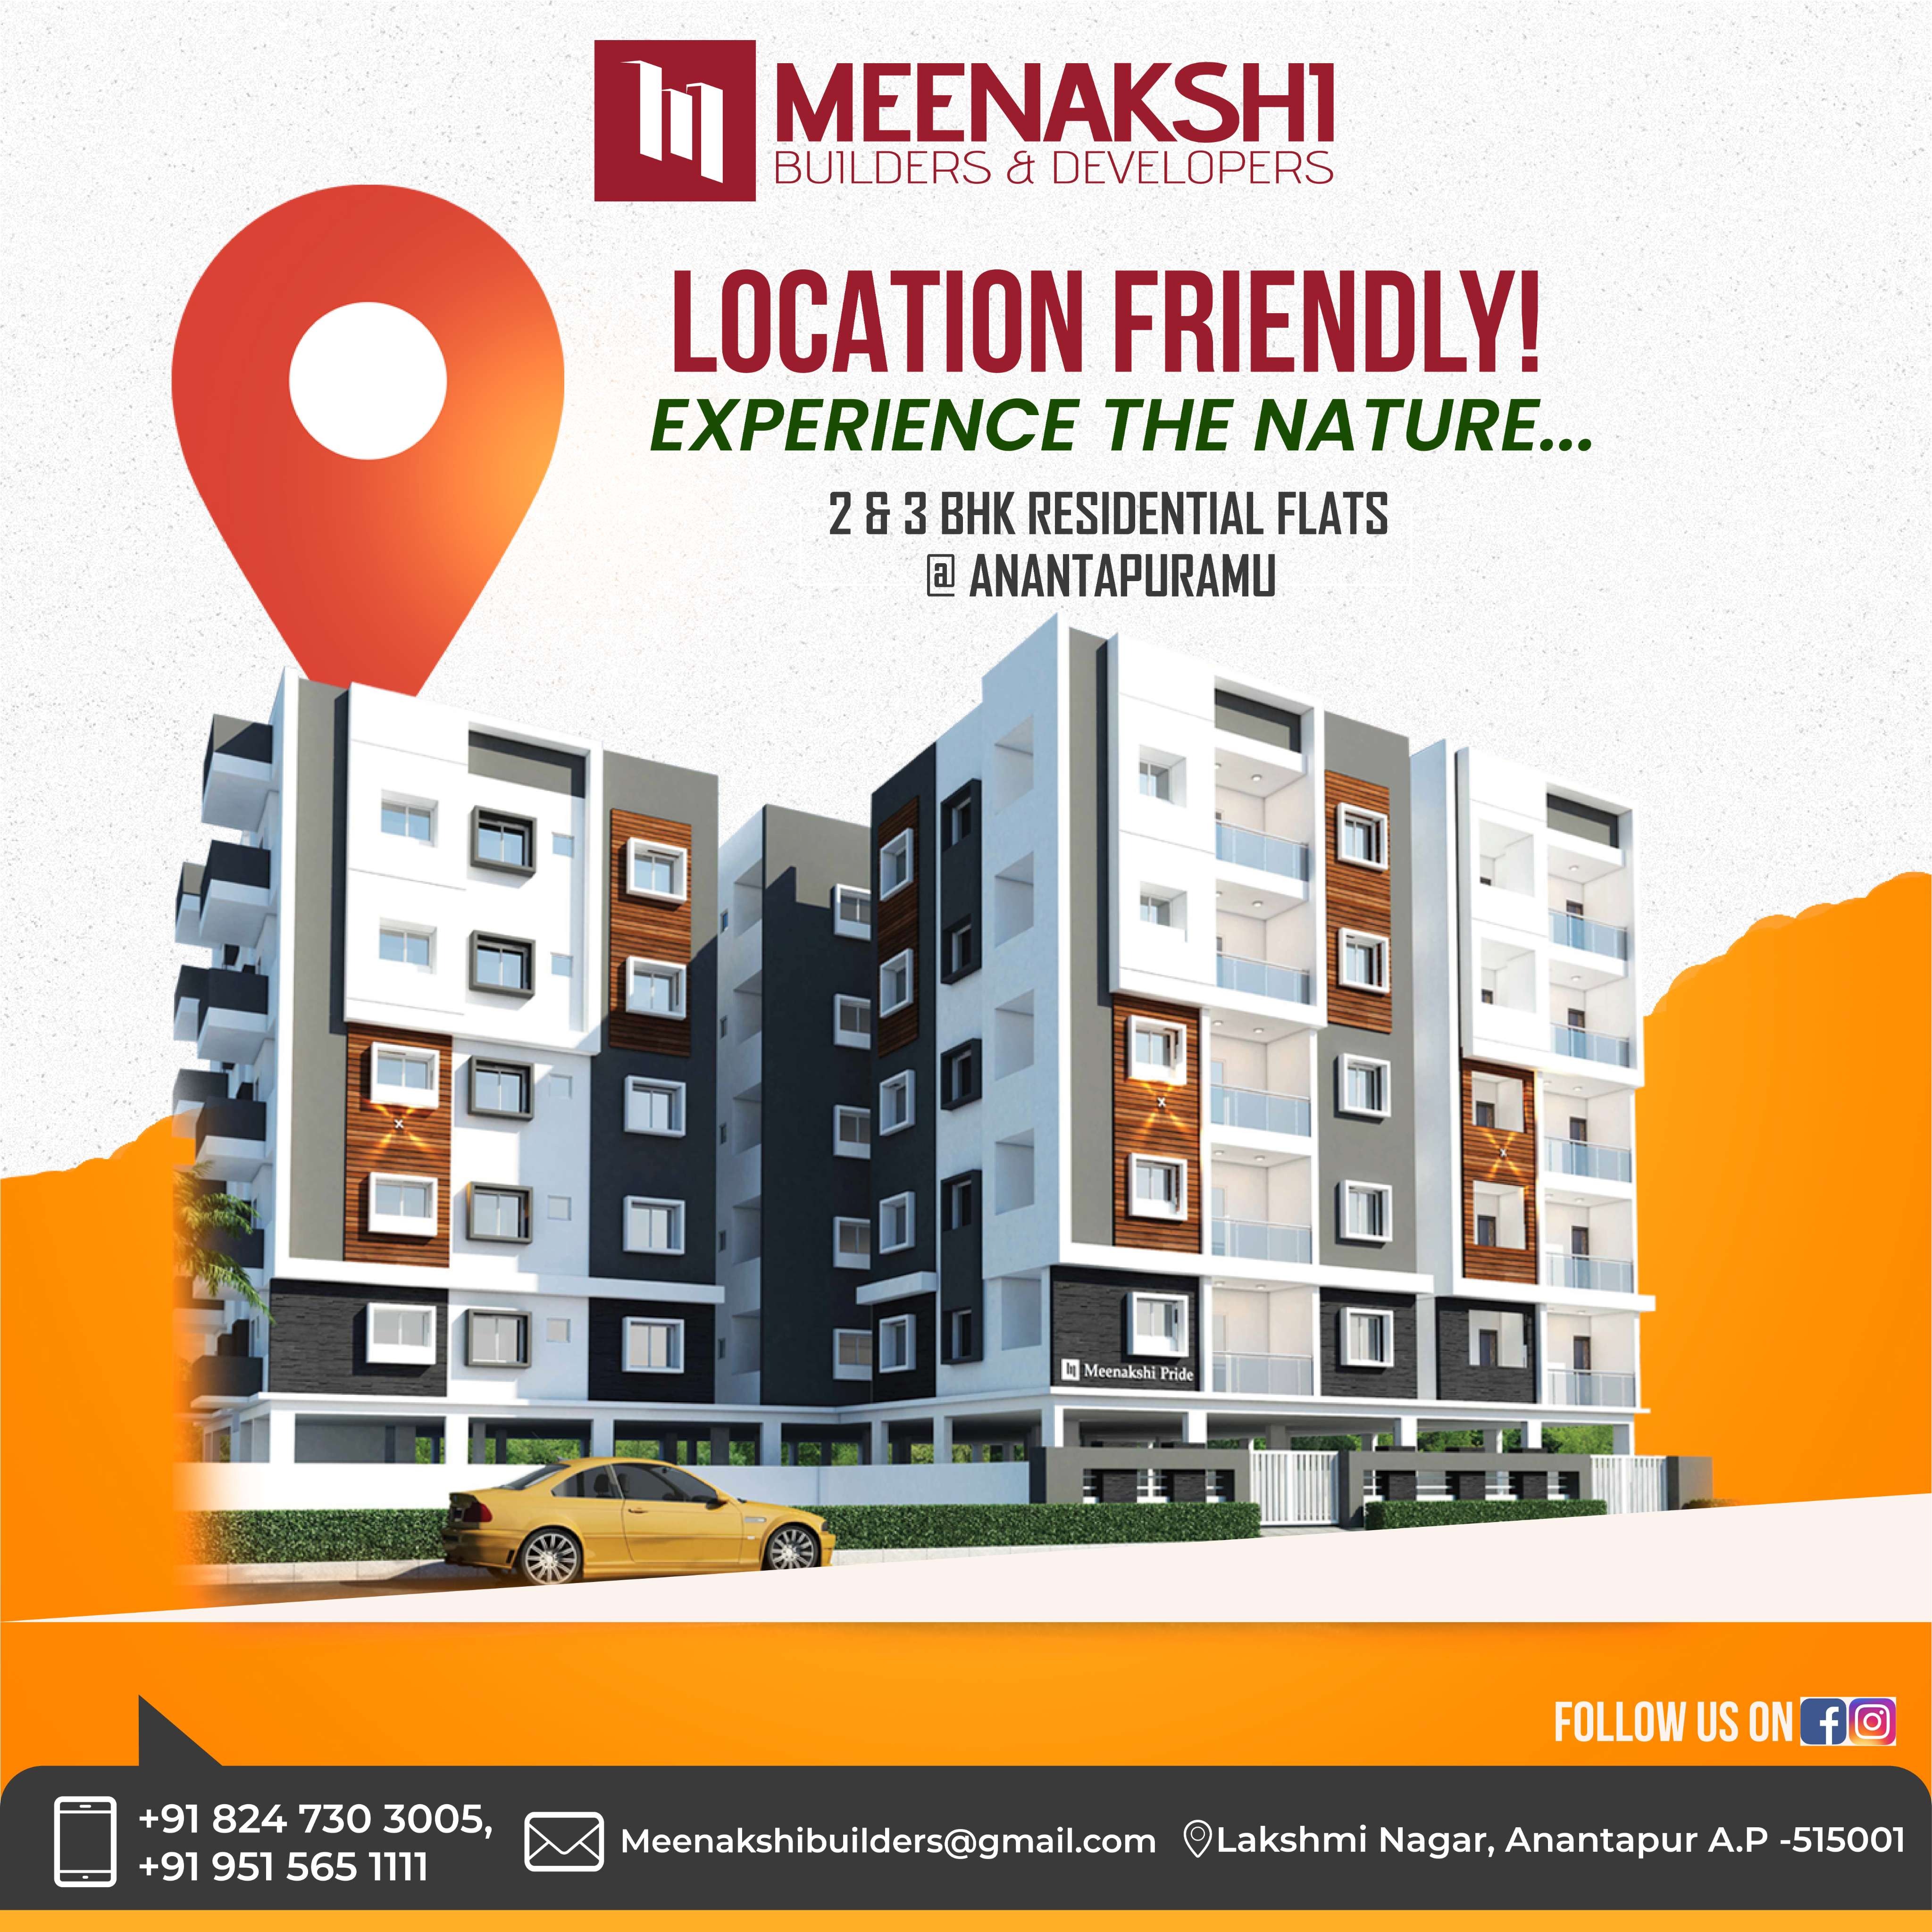 MEENAKSHI
BUILDERS & DEVELOPERS
LOCATION FRIENDLY!
EXPERIENCE THE NATURE...
2 & 3 BHK RESIDENTIAL FLATS
@ ANANTAPURAMU
Meenakshi Pride
FOLLOW US ON
+91 824 730 3005,
+91 951 565 1111
Meenakshibuilders@gmail.com
Lakshmi Nagar, Anantapur A.P -515001